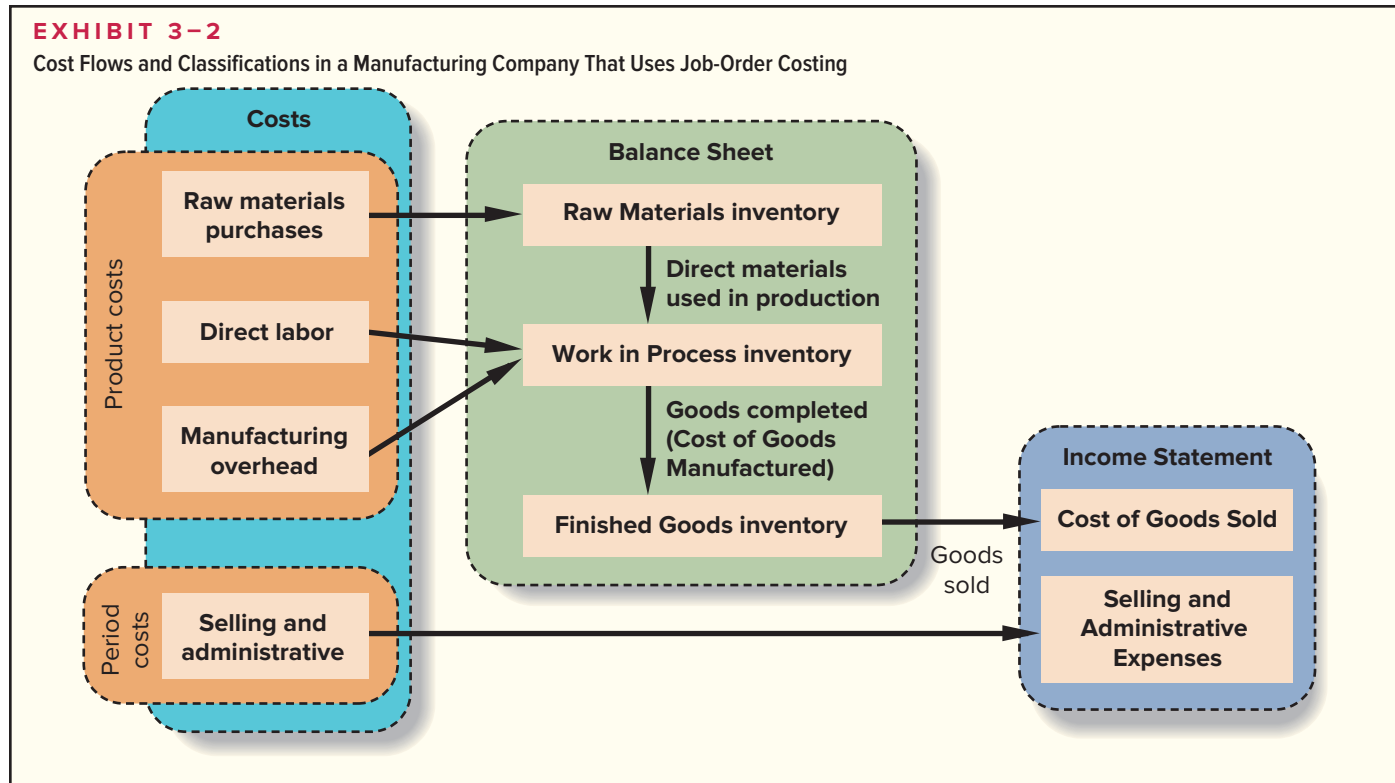 EXHIBIT 3–2
Cost Flows and Classifications in a Manufacturing Company That Uses Job-Order Costing
Costs
Product costs
Raw materials
purchases
Direct labor
Manufacturing
overhead
Period
costs
Selling and
administrative
Balance Sheet
Raw Materials inventory
Direct materials
used in production
Work in Process inventory
Goods completed
(Cost of Goods
Manufactured)
Finished Goods inventory
Goods
sold
Income Statement
Cost of Goods Sold
Selling and
Administrative
Expenses